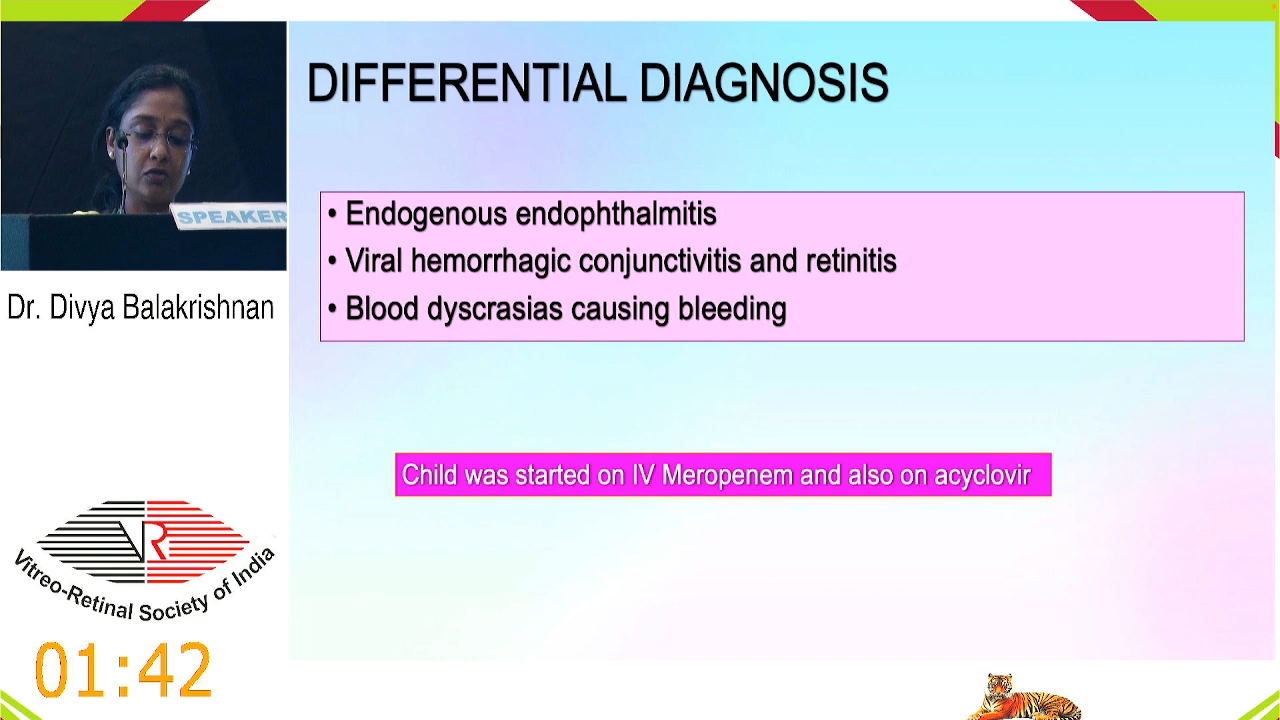 DIFFERENTIAL DIAGNOSIS
• Endogenous endophthalmitis
• Viral hemorrhagic conjunctivitis and retinitis
• Blood dyscrasias causing bleeding
Child was started on IV Meropenem and also on acyclovir
SPEAKER
Dr. Divya Balakrishnan
VR
Vitreo-Retinal Society of India
01:42